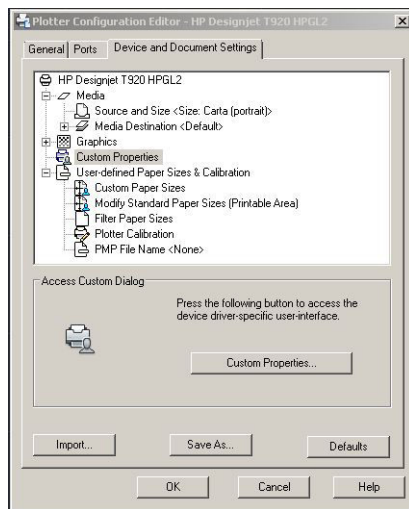 Plotter Configuration Editor - HP Designjet T920 HPGL2
General
Ports
Device and Document Settings
HP Designjet T920 HPGL2
Media
Source and Size <Size: Carta (portrait)>
Media Destination <Default>
Graphics
Custom Properties
User-defined Paper Sizes & Calibration
Custom Paper Sizes
Modify Standard Paper Sizes (Printable Area)
Filter Paper Sizes
Plotter Calibration
PMP File Name <None>
Access Custom Dialog
Press the following button to access the
device driver-specific user-interface.
Custom Properties...
Import...
Save As...
Defaults
OK
Cancel
Help